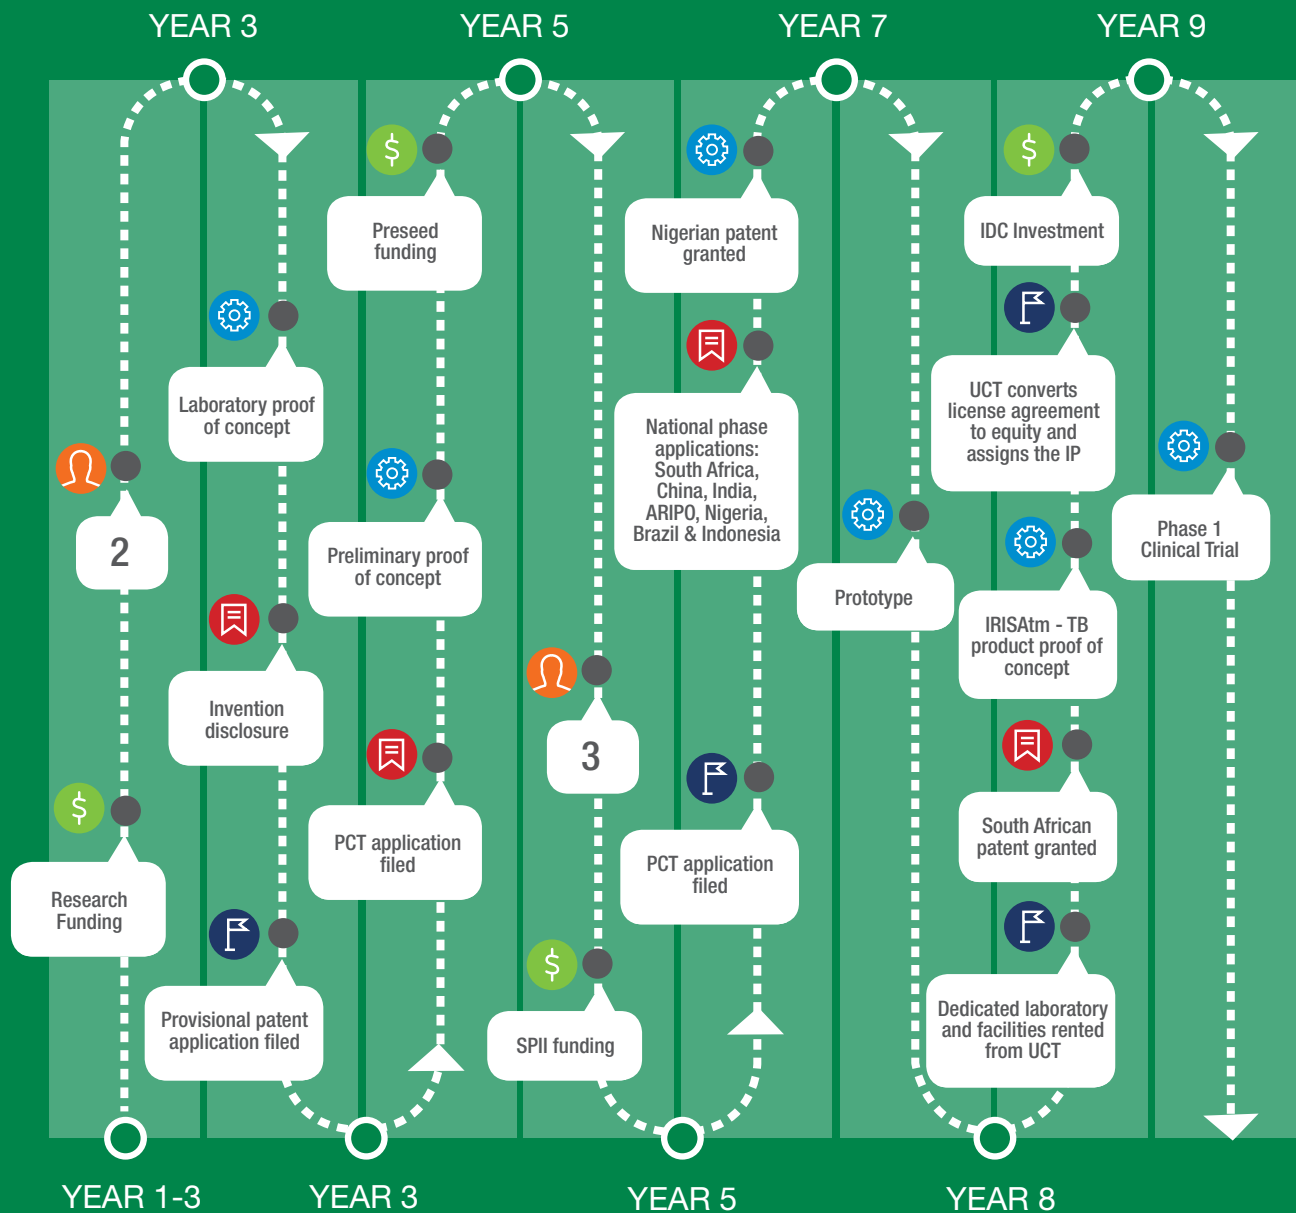 YEAR 3
YEAR 5
YEAR 7
YEAR 9
2
Research
Funding
Laboratory proof
of concept
Invention
disclosure
Provisional patent
application filed
$
Preseed
funding
Preliminary proof
of concept
PCT application
filed
$
3
$
SPII funding
Nigerian patent
granted
National phase
applications:
South Africa,
China, India,
ARIPO, Nigeria,
Brazil & Indonesia
PCT application
filed
Prototype
$
IDC Investment
UCT converts
license agreement
to equity and
assigns the IP
IRISAtm - TB
product proof of
concept
South African
patent granted
Dedicated laboratory
and facilities rented
from UCT
Phase 1
Clinical Trial
YEAR 1-3
YEAR 3
YEAR 5
YEAR 8